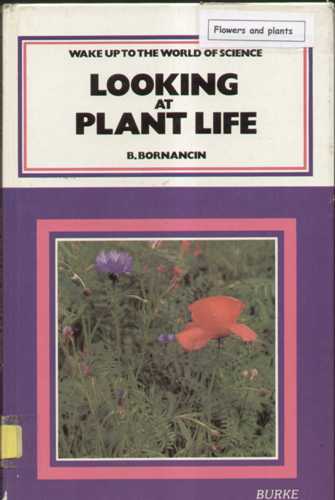 Flowers and plants
WAKE UP TO THE WORLD OF SCIENCE
LOOKING
AT
PLANT LIFE
B. BORNANCIN
BURKE